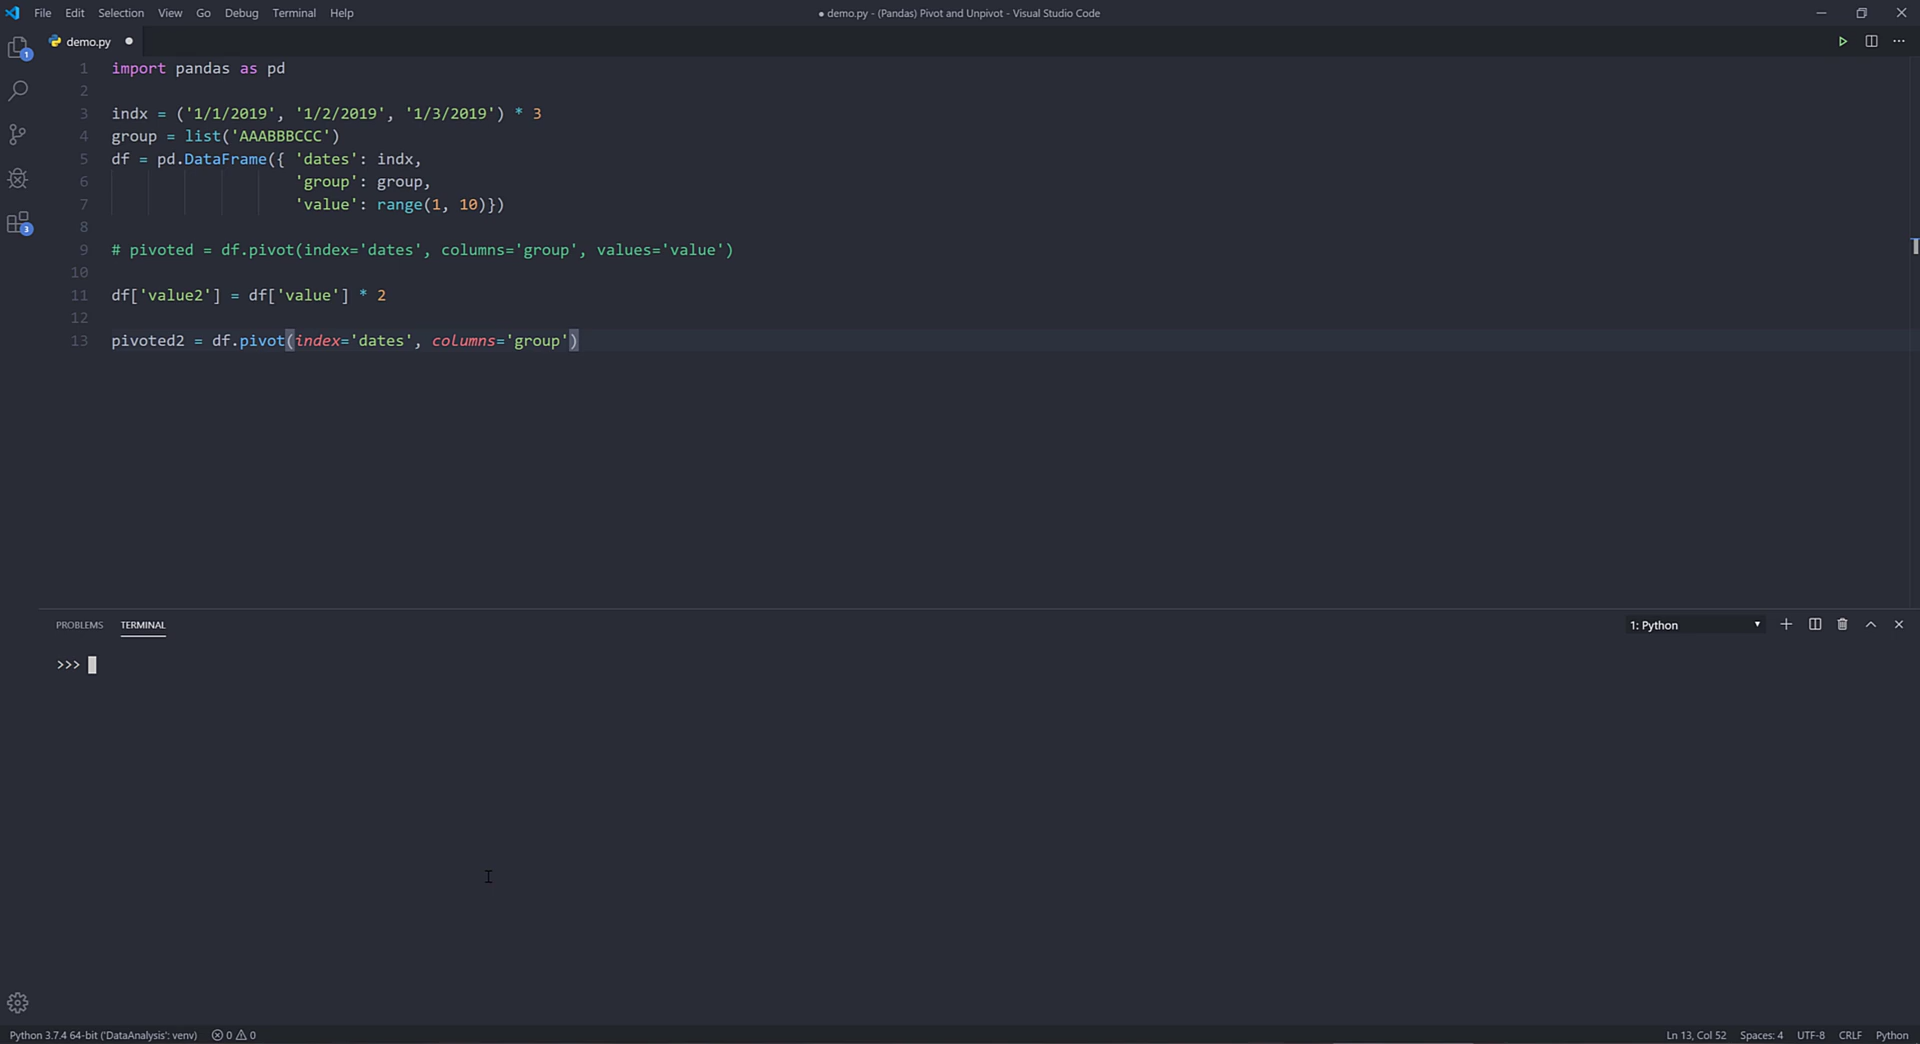 File Edit Selection View Go Debug Terminal Help
● demo.py - (Pandas) Pivot and Unpivot - Visual Studio Code
demo.py
1 import pandas as pd
2
3 indx = ('1/1/2019', '1/2/2019', '1/3/2019') * 3
4 group = list('AAABBBCCC')
5 df = pd.DataFrame({ 'dates': indx,
6 'group': group,
7 'value': range(1, 10)})
8
9 # pivoted = df.pivot(index='dates', columns='group', values='value')
10
11 df['value2'] = df['value'] * 2
12
13 pivoted2 = df.pivot(index='dates', columns='group')
1
3
PROBLEMS TERMINAL
1: Python
>>>
Python 3.7.4 64-bit ('DataAnalysis': venv) 0 0
Ln 13, Col 52 Spaces: 4 UTF-8 CRLF Python